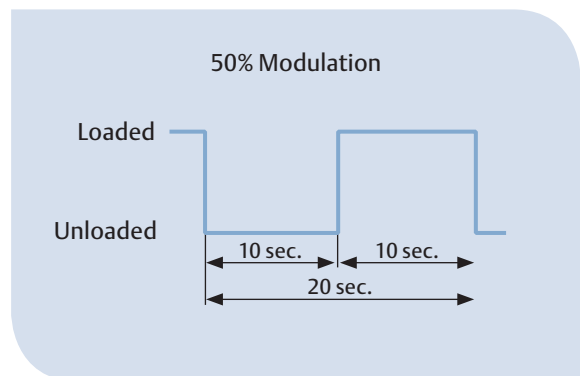 50% Modulation
Loaded
Unloaded
10 sec. 10 sec.
20 sec.